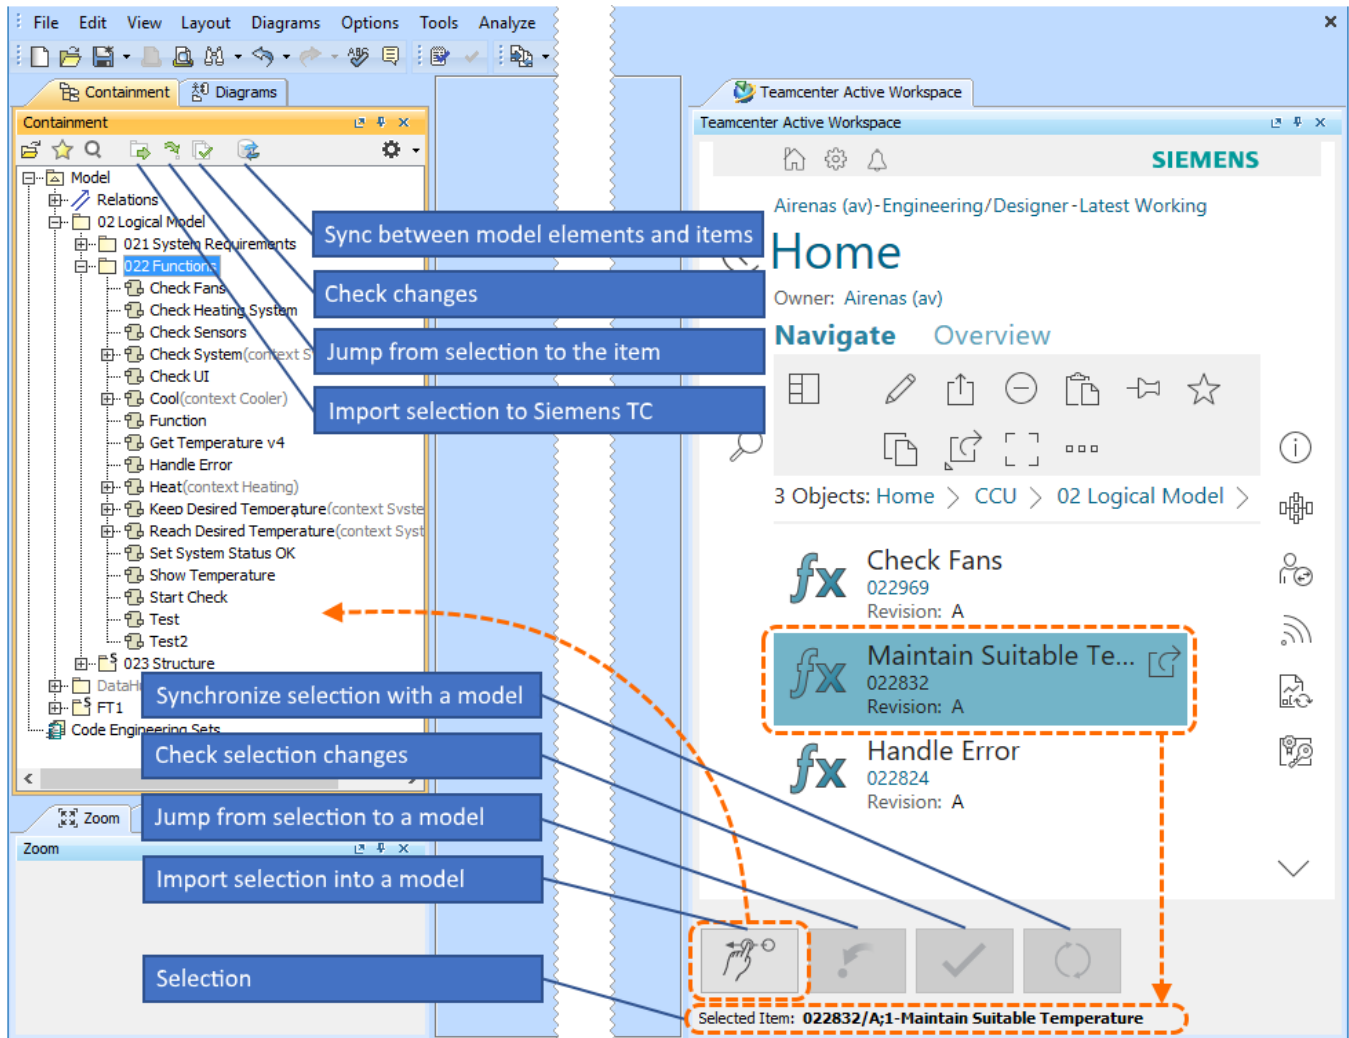 File Edit View Layout Diagrams Options Tools Analyze
Containment Diagrams
Containment
Model
Relations
02 Logical Model
021 System Requirements
022 Functions
Check Fans
Check Heating System
Check Sensors
Check System(context S
Check UI
Cool(context Cooler)
Function
Get Temperature v4
Handle Error
Heat(context Heating)
Keep Desired Temperature(context Syste
Reach Desired Temperature(context Syst
Set System Status OK
Show Temperature
Start Check
Test
Test2
023 Structure
FT1
Code Engineering Sets
Zoom
Zoom
Sync between model elements and items
Check changes
Jump from selection to the item
Import selection to Siemens TC
Synchronize selection with a model
Check selection changes
Jump from selection to a model
Import selection into a model
Selection
Teamcenter Active Workspace
Teamcenter Active Workspace
SIEMENS
Airenas (av)-Engineering/Designer-Latest Working
Home
Owner: Airenas (av)
Navigate Overview
3 Objects: Home > CCU > 02 Logical Model >
fx Check Fans
022969
Revision: A
fx Maintain Suitable Te...
022832
Revision: A
fx Handle Error
022824
Revision: A
Selected Item: 022832/A;1-Maintain Suitable Temperature